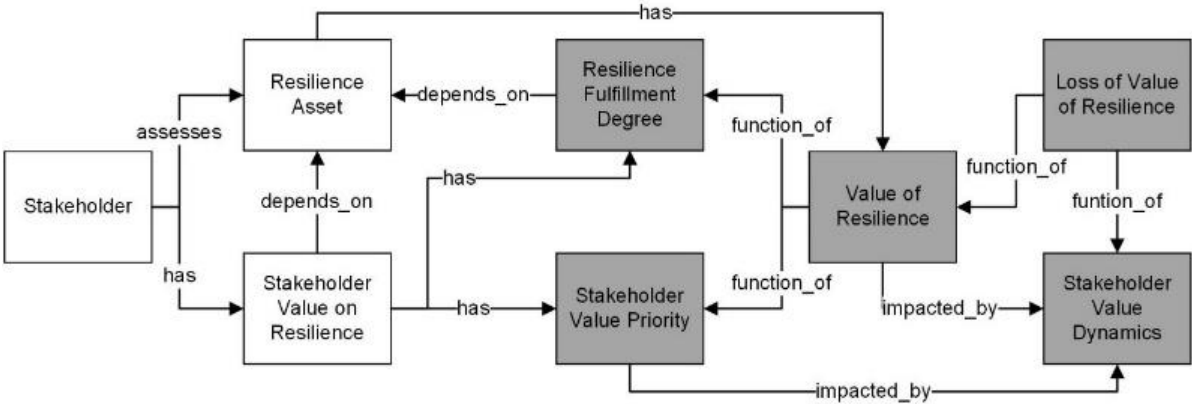 has
Resilience
Asset
depends_on
Resilience
Fulfillment
Degree
Loss of Value
of Resilience
assesses
function_of
function_of
funtion_of
Stakeholder
depends_on
has
Value of
Resilience
has
Stakeholder
Value on
Resilience
has
Stakeholder
Value Priority
function_of
impacted_by
Stakeholder
Value
Dynamics
impacted_by